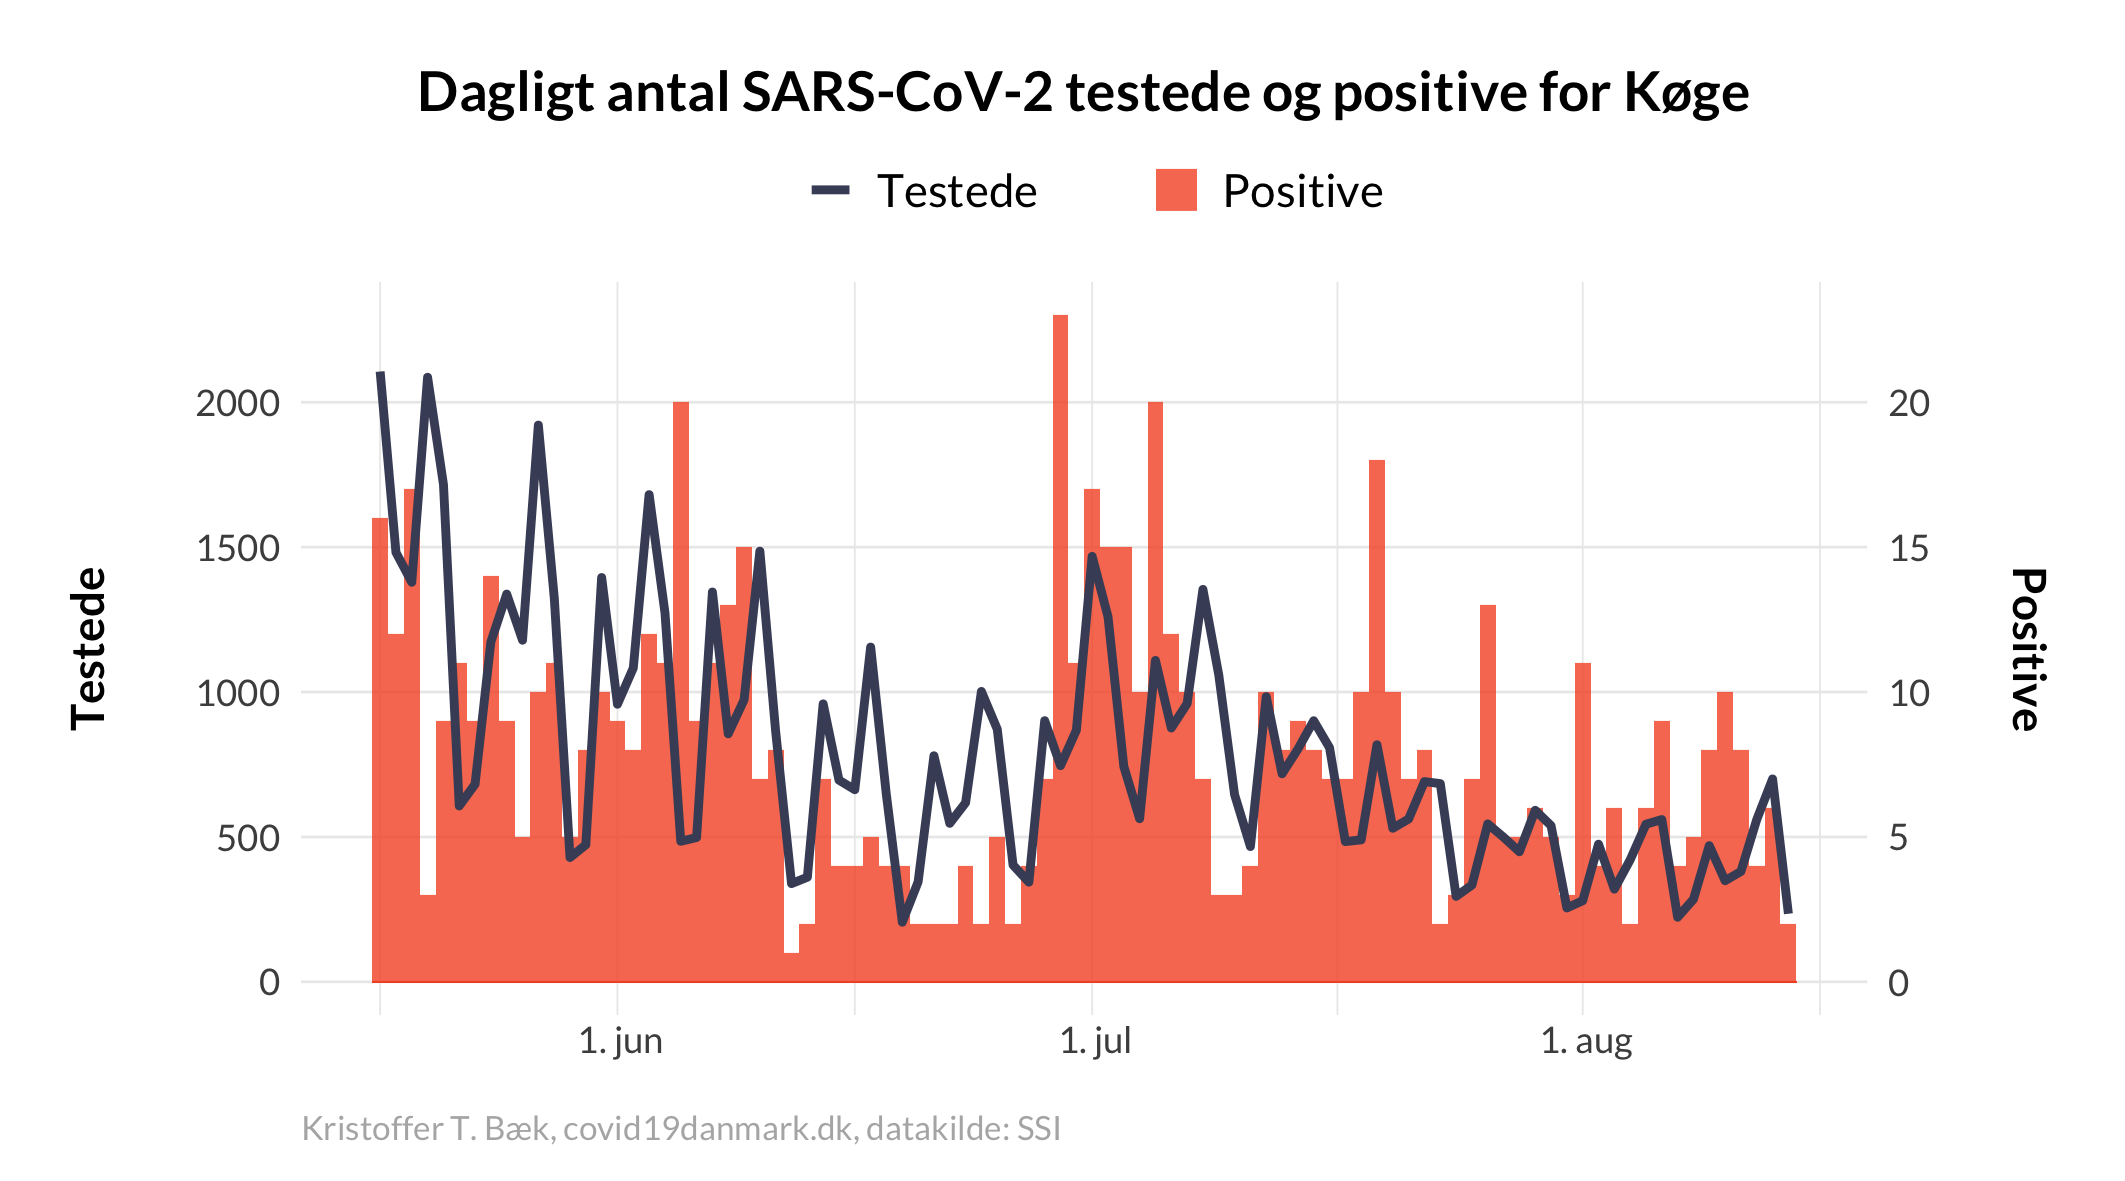 Dagligt antal SARS-CoV-2 testede og positive for Køge
Testede
Positive
2000
1500
1000
500
0
Testede
20
15
10
5
0
Positive
1. jun
1. jul
1. aug
Kristoffer T. Bæk, covid19danmark.dk, datakilde: SSI